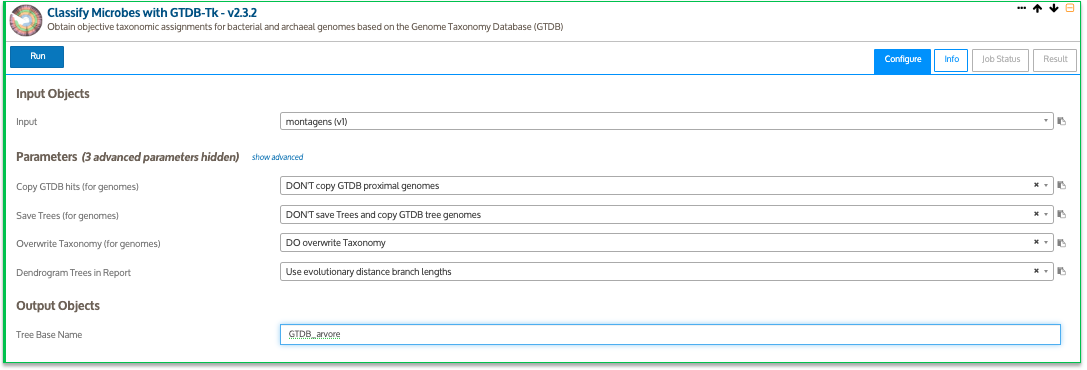 Classify Microbes with GTDB-Tk - v2.3.2
Obtain objective taxonomic assignments for bacterial and archaeal genomes based on the Genome Taxonomy Database (GTDB)
Run
Configure Info Job Status Result
Input Objects
Input montagens (v1)
Parameters (3 advanced parameters hidden) show advanced
Copy GTDB hits (for genomes) DON'T copy GTDB proximal genomes
Save Trees (for genomes) DON'T save Trees and copy GTDB tree genomes
Overwrite Taxonomy (for genomes) DO overwrite Taxonomy
Dendrogram Trees in Report Use evolutionary distance branch lengths
Output Objects
Tree Base Name GTDB_arvore